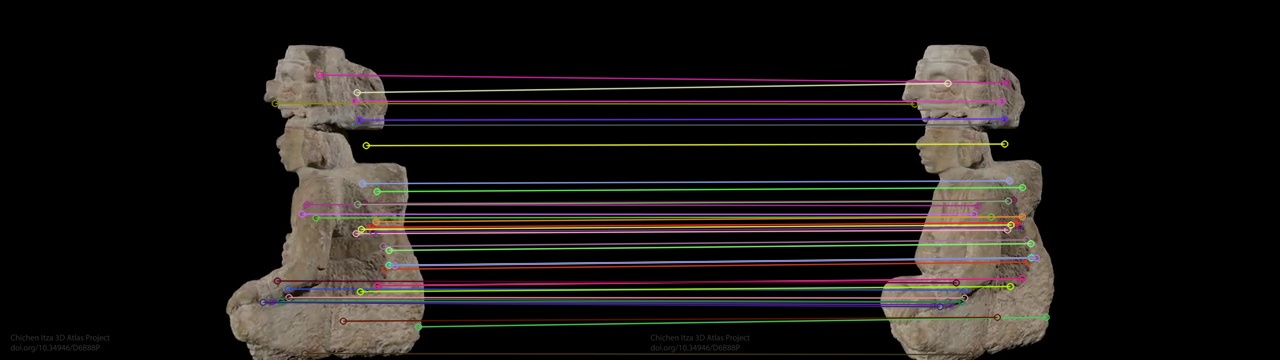 Chichen Itza 3D Atlas Project
doi.org/10.34946/D6B88P
Chichen Itza 3D Atlas Project
doi.org/10.34946/D6B88P